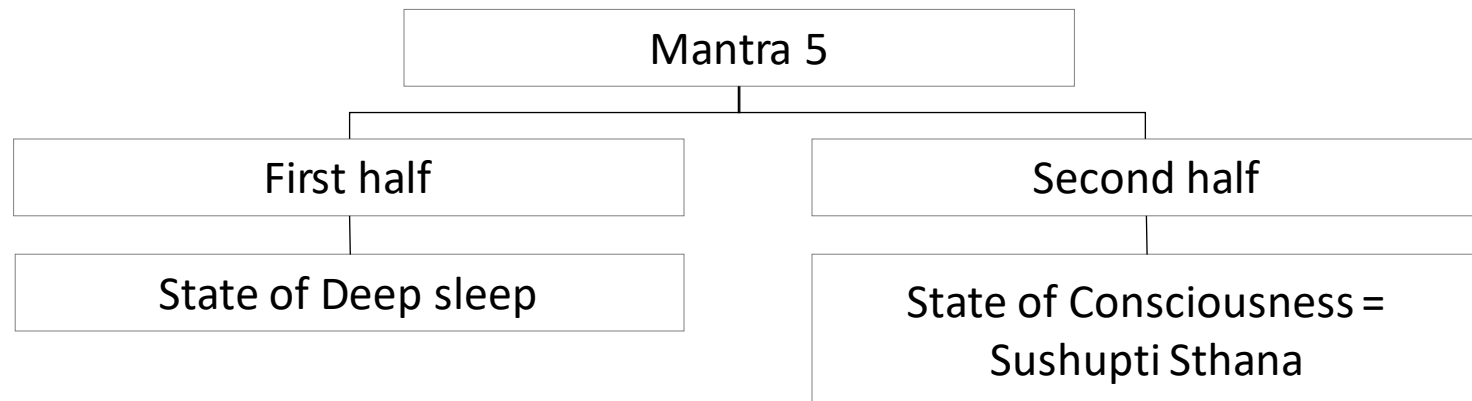 Mantra 5
First half
Second half
State of Deep sleep
State of Consciousness =
Sushupti Sthana